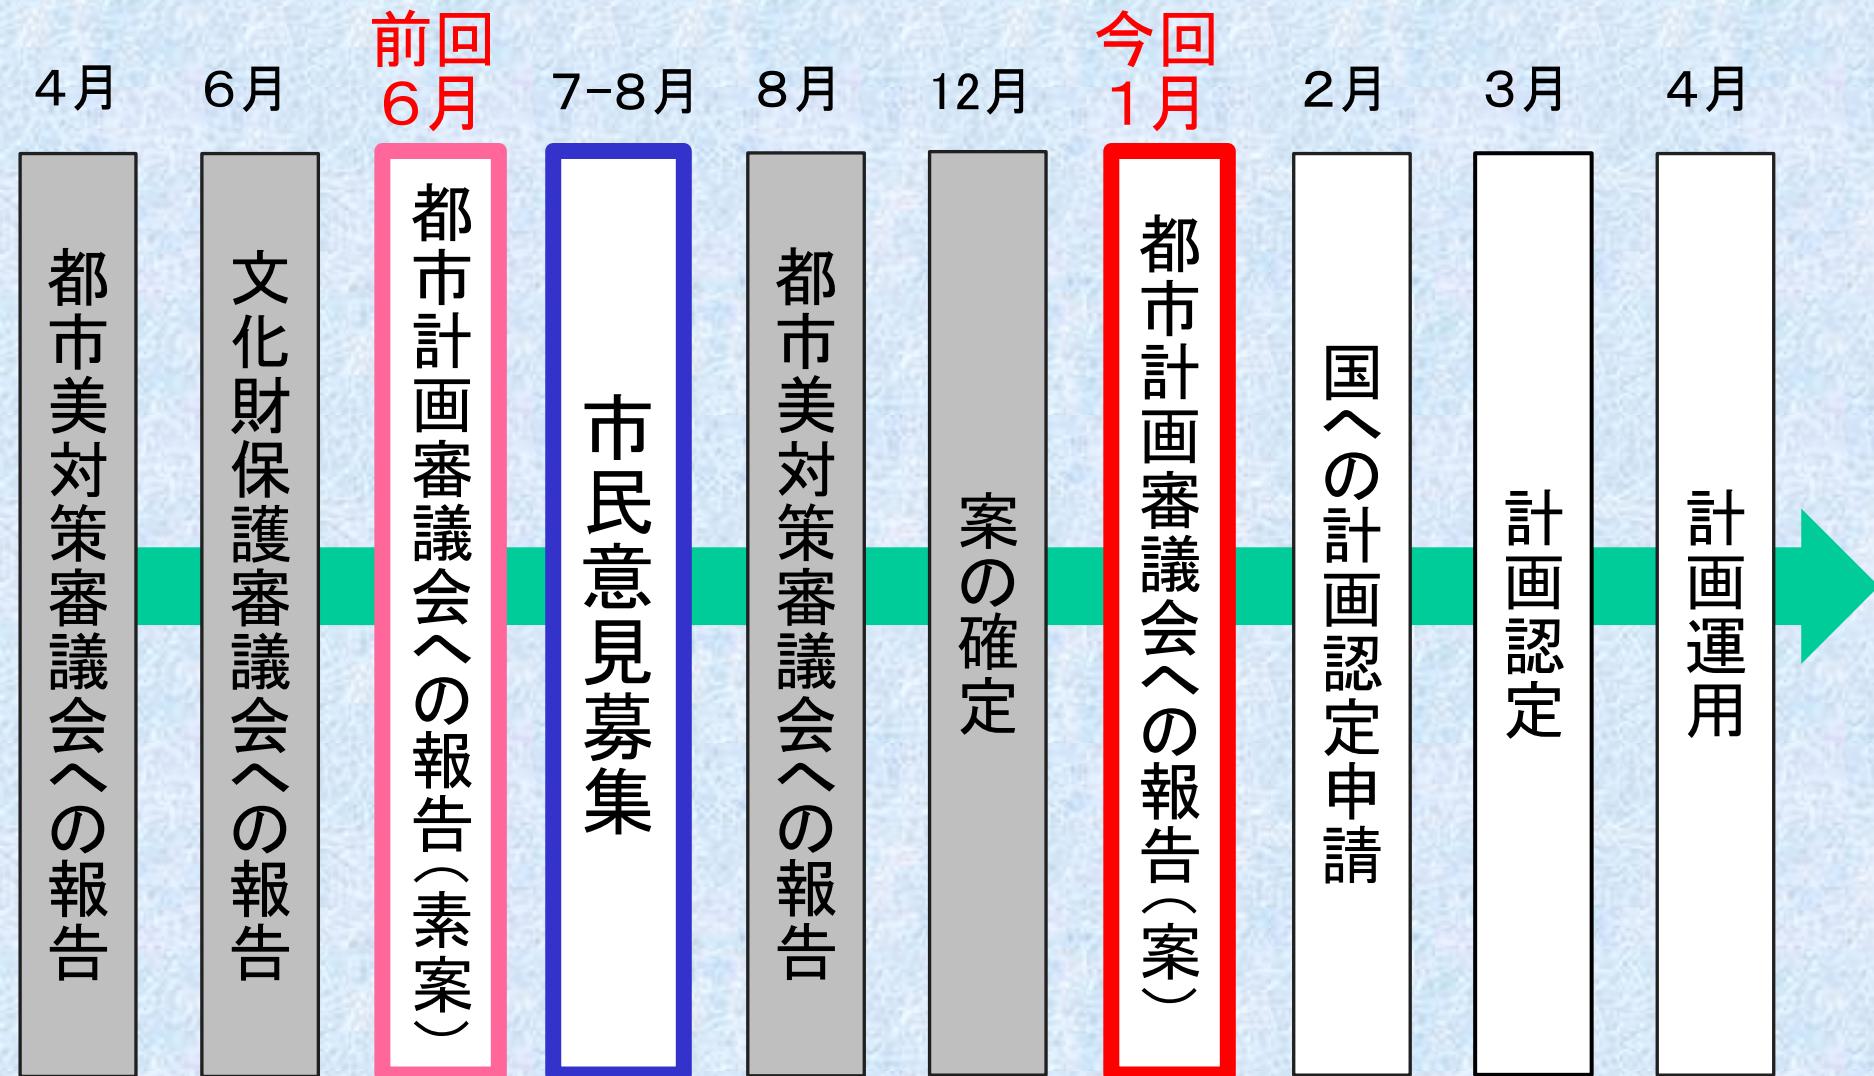 4月
都市美対策審議会への報告
6月
文化財保護審議会への報告
前回
6月
都市計画審議会への報告(素案)
7-8月
市民意見募集
8月
都市美対策審議会への報告
12月
案の確定
今回
1月
都市計画審議会への報告(案)
2月
国への計画認定申請
3月
計画認定
4月
計画運用